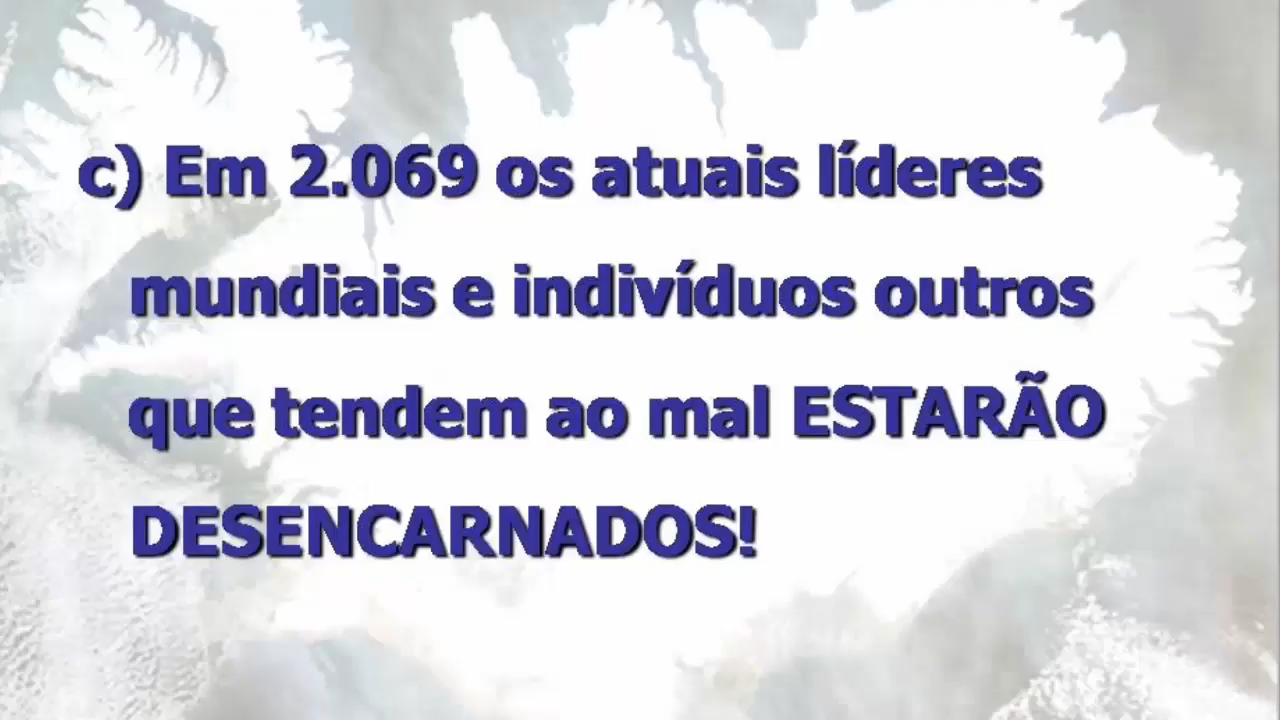 c) Em 2.069 os atuais líderes
mundiais e indivíduos outros
que tendem ao mal ESTARÃO
DESENCARNADOS!